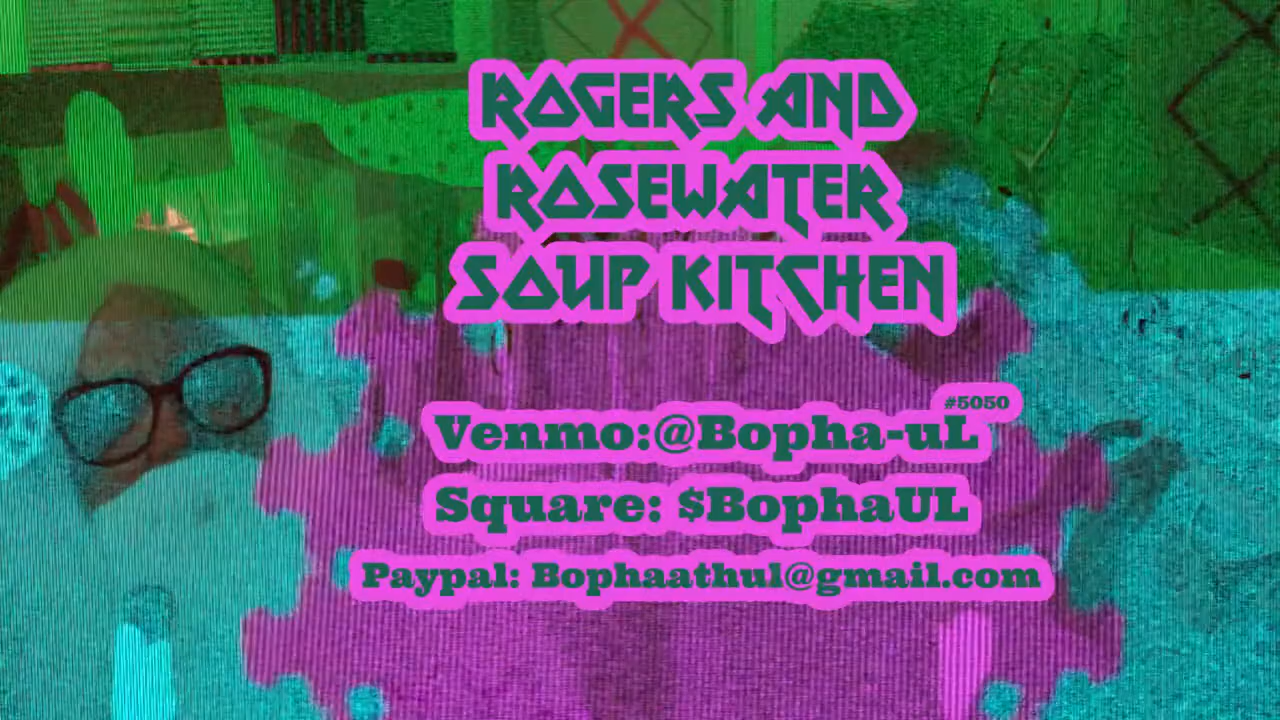 ROGERS AND
ROSEWATER
SOUP KITCHEN
#5050
Venmo:@Bopha-uL
Square: $BophaUL
Paypal: Bophaathul@gmail.com